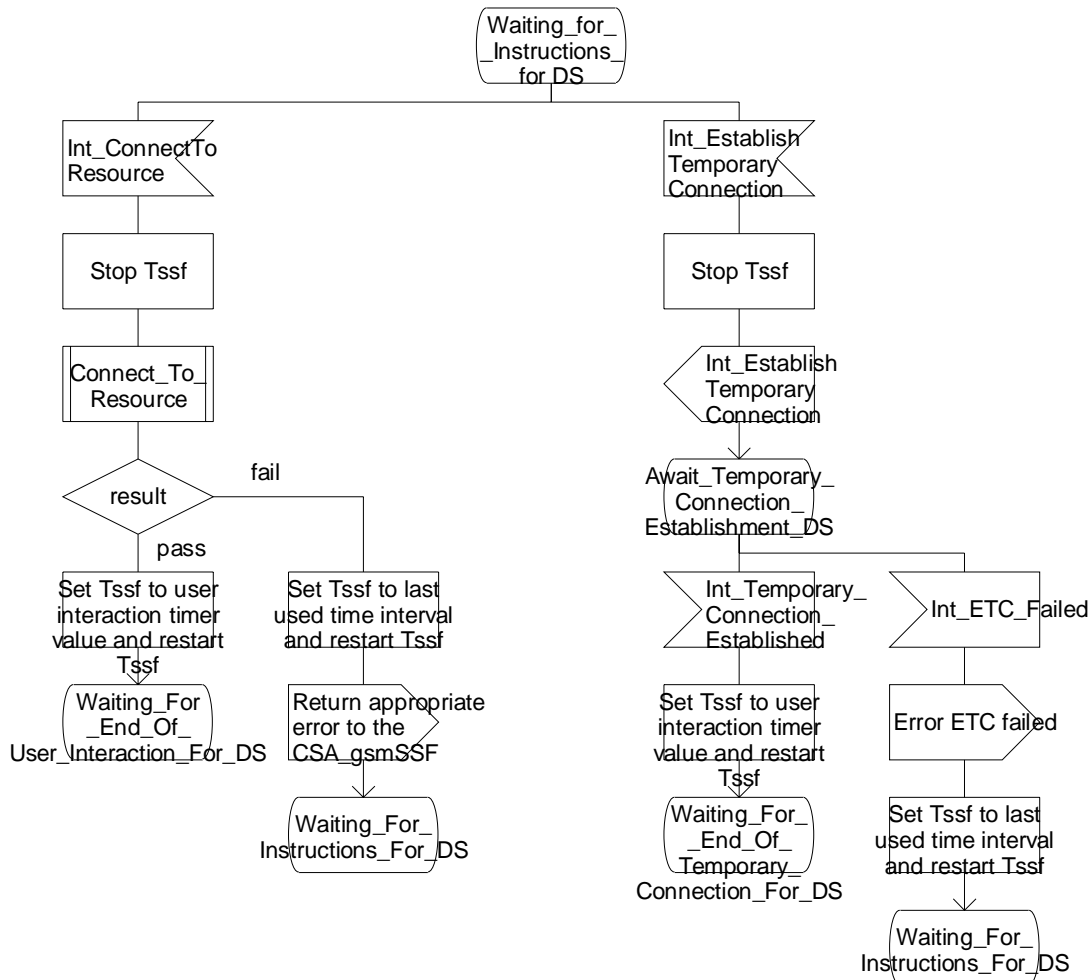 Waiting_for_
_Instructions_
for DS
Int_ConnectTo
Resource
Stop Tssf
Connect_To_
Resource
result
fail
pass
Set Tssf to user
interaction timer
value and restart
Tssf
Waiting_For
_End_Of_
User_Interaction_For_DS
Set Tssf to last
used time interval
and restart Tssf
Return appropriate
error to the
CSA_gsmSSF
Waiting_For_
Instructions_For_DS
Int_Establish
Temporary
Connection
Stop Tssf
Int_Establish
Temporary
Connection
Await_Temporary_
Connection_
Establishment_DS
Int_Temporary_
Connection_
Established
Set Tssf to user
interaction timer
value and restart
Tssf
Waiting_For_
_End_Of_
Temporary_
Connection_For_DS
Int_ETC_Failed
Error ETC failed
Set Tssf to last
used time interval
and restart Tssf
Waiting_For_
Instructions_For_DS